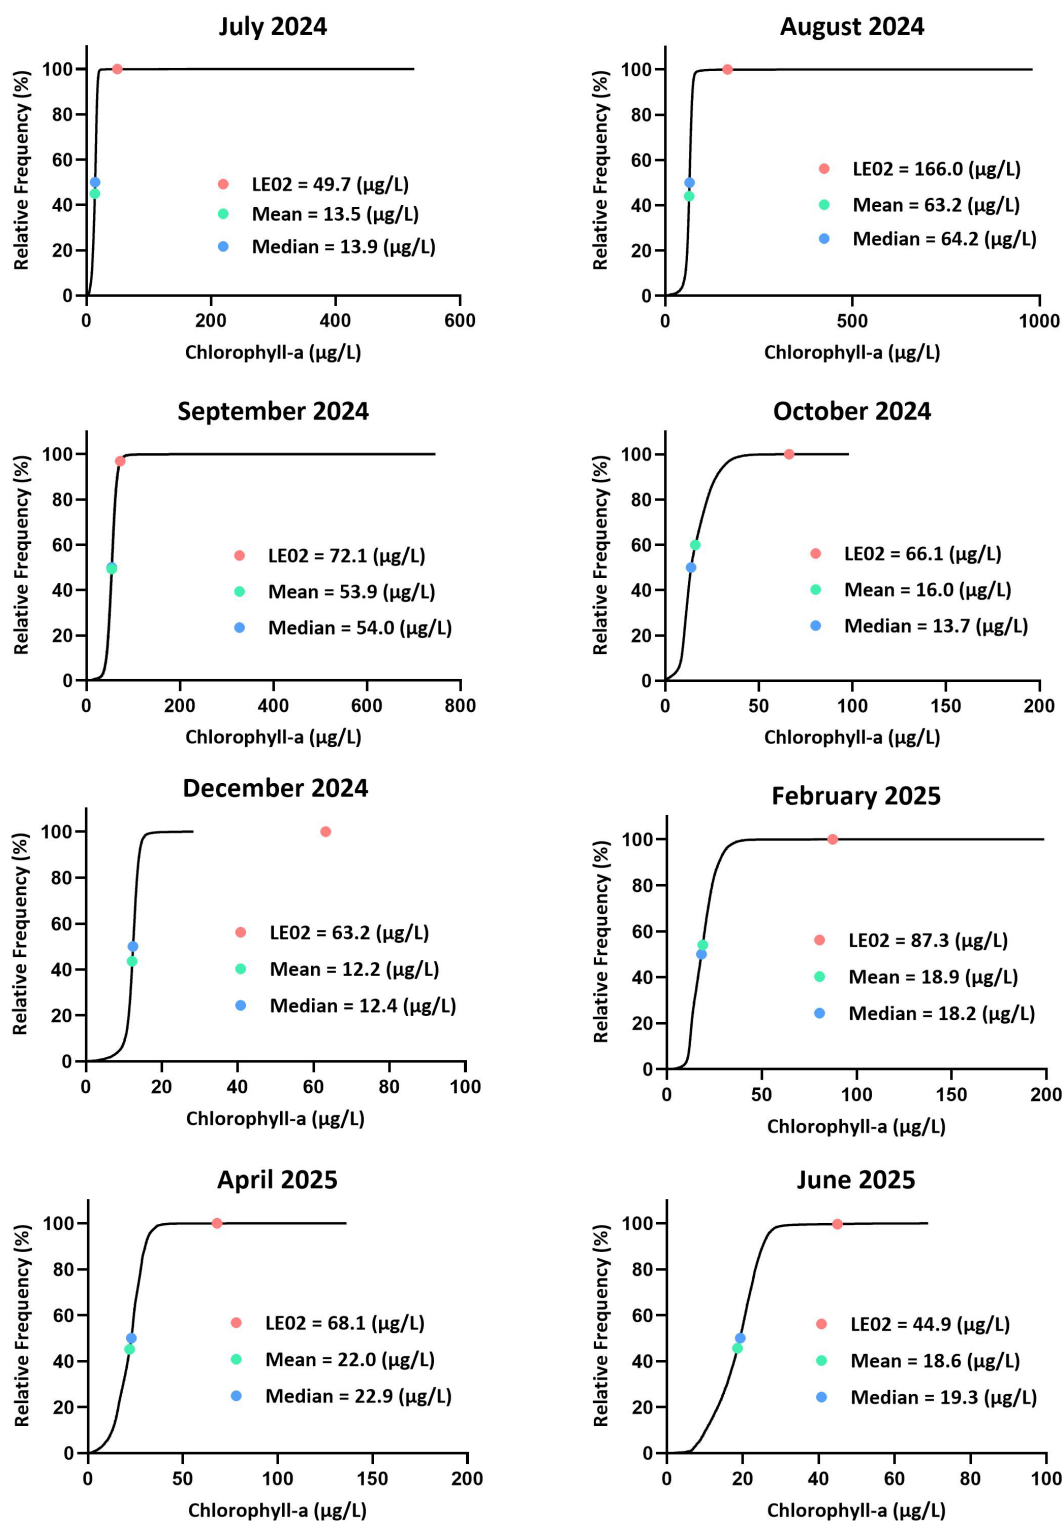 July 2024
Relative Frequency (%)
100
80
60
40
20
0
LE02 = 49.7 (µg/L)
Mean = 13.5 (µg/L)
Median = 13.9 (µg/L)
0 200 400 600
Chlorophyll-a (µg/L)
August 2024
Relative Frequency (%)
100
80
60
40
20
0
LE02 = 166.0 (µg/L)
Mean = 63.2 (µg/L)
Median = 64.2 (µg/L)
0 500 1000
Chlorophyll-a (µg/L)
September 2024
Relative Frequency (%)
100
80
60
40
20
0
LE02 = 72.1 (µg/L)
Mean = 53.9 (µg/L)
Median = 54.0 (µg/L)
0 200 400 600 800
Chlorophyll-a (µg/L)
October 2024
Relative Frequency (%)
100
80
60
40
20
0
LE02 = 66.1 (µg/L)
Mean = 16.0 (µg/L)
Median = 13.7 (µg/L)
0 50 100 150 200
Chlorophyll-a (µg/L)
December 2024
Relative Frequency (%)
100
80
60
40
20
0
LE02 = 63.2 (µg/L)
Mean = 12.2 (µg/L)
Median = 12.4 (µg/L)
0 20 40 60 80 100
Chlorophyll-a (µg/L)
February 2025
Relative Frequency (%)
100
80
60
40
20
0
LE02 = 87.3 (µg/L)
Mean = 18.9 (µg/L)
Median = 18.2 (µg/L)
0 50 100 150 200
Chlorophyll-a (µg/L)
April 2025
Relative Frequency (%)
100
80
60
40
20
0
LE02 = 68.1 (µg/L)
Mean = 22.0 (µg/L)
Median = 22.9 (µg/L)
0 50 100 150 200
Chlorophyll-a (µg/L)
June 2025
Relative Frequency (%)
100
80
60
40
20
0
LE02 = 44.9 (µg/L)
Mean = 18.6 (µg/L)
Median = 19.3 (µg/L)
0 20 40 60 80 100
Chlorophyll-a (µg/L)